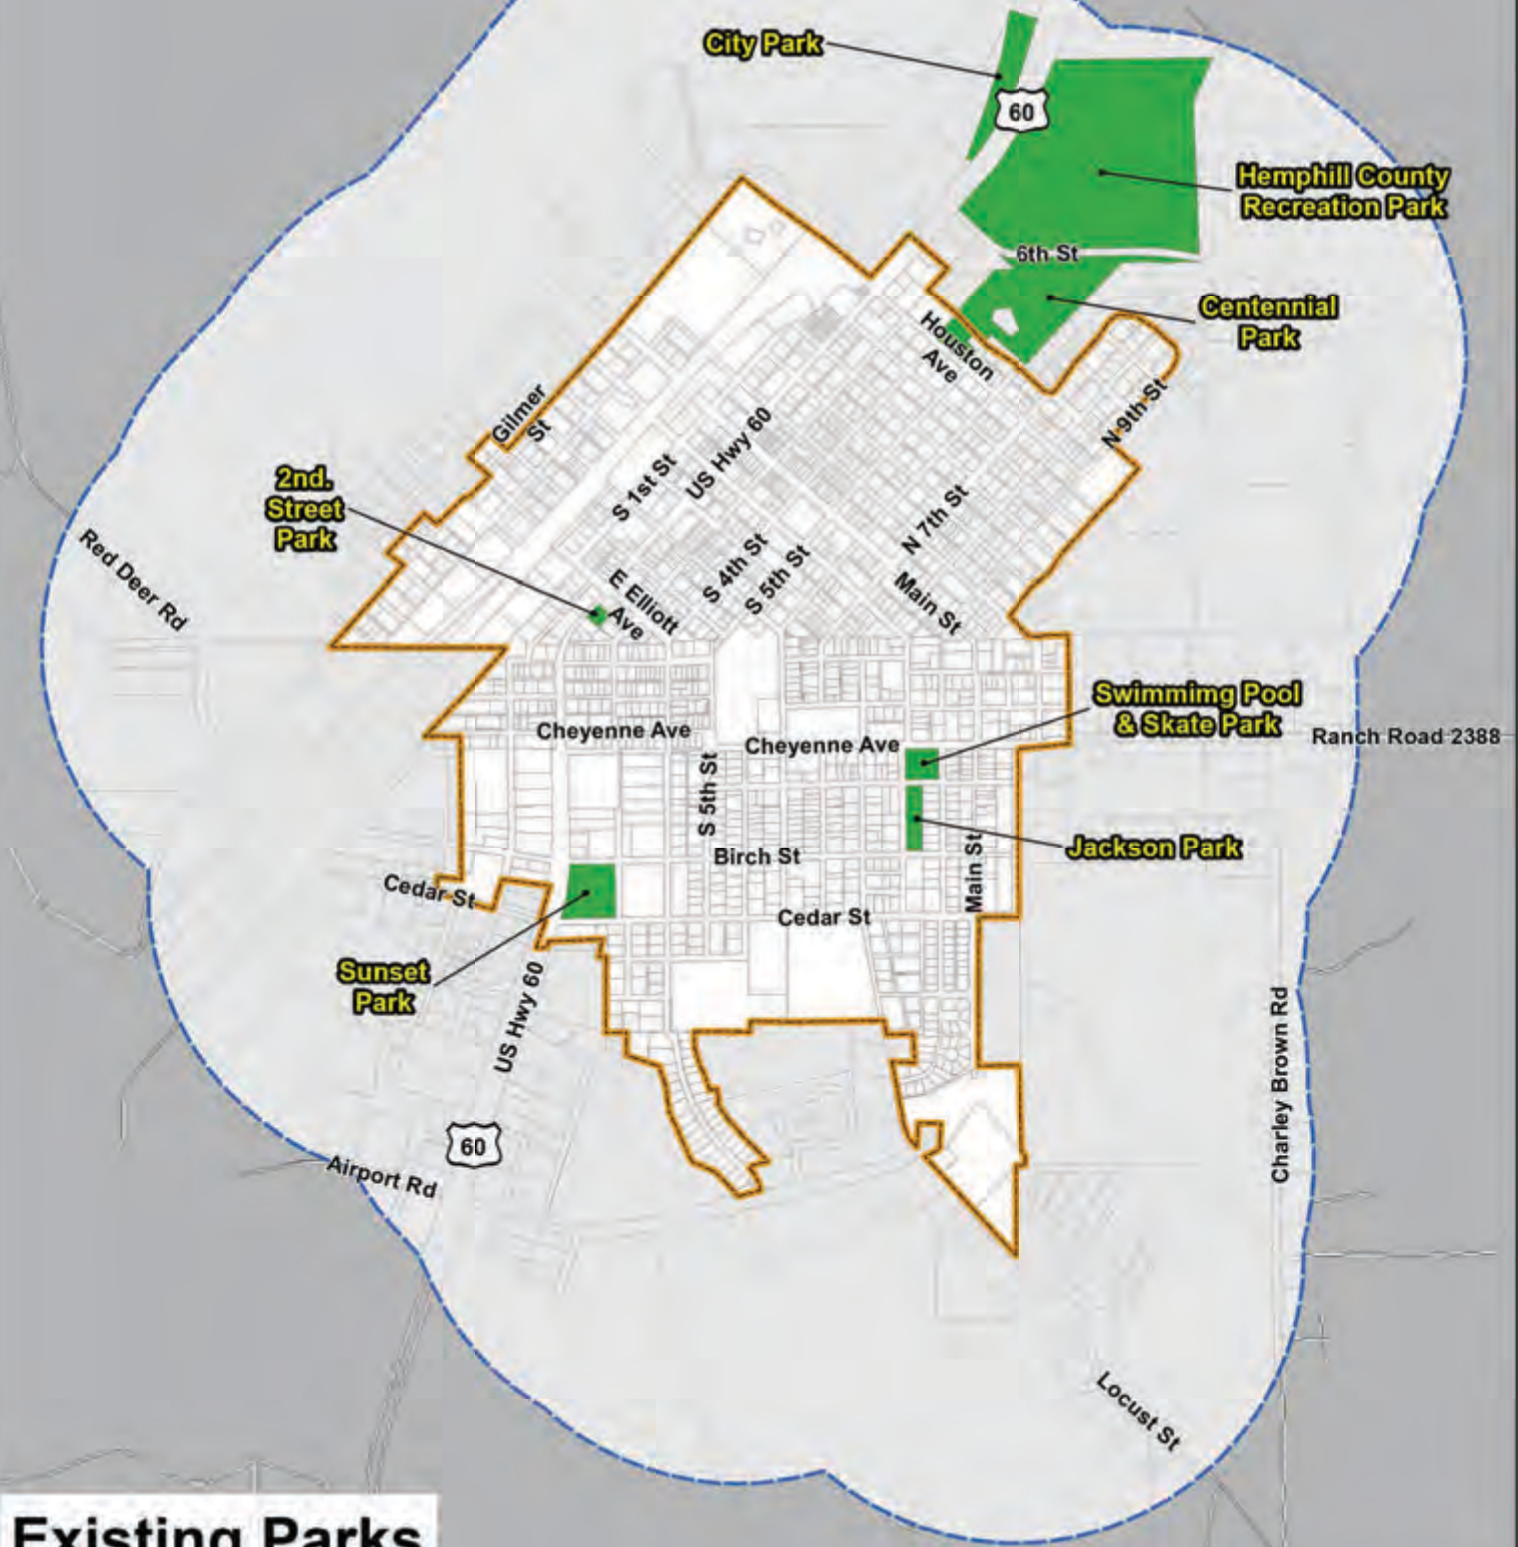 City Park
60
Hemphill County
Recreation Park
6th St
Centennial
Park
Houston
Ave
N 9th St
Gilmer
St
US Hwy 60
S 1st St
2nd.
Street
Park
N 7th St
Red Deer Rd
S 4th St
S 5th St
E Elliott
Ave
Main St
Swimmimg Pool
& Skate Park
Cheyenne Ave
Cheyenne Ave
Ranch Road 2388
S 5th St
Jackson Park
Birch St
Main St
Cedar St
Cedar St
Sunset
Park
US Hwy 60
Charley Brown Rd
60
Airport Rd
Locust St
Existing Parks